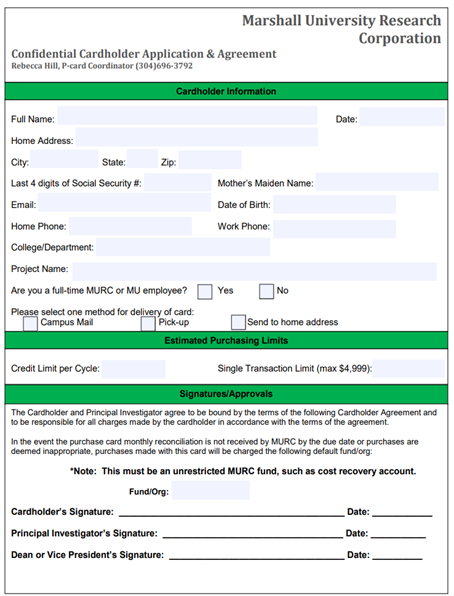 Marshall University Research
Corporation
Confidential Cardholder Application & Agreement
Rebecca Hill, P-card Coordinator (304)696-3792
Cardholder Information
Full Name: Date:
Home Address:
City: State: Zip:
Last 4 digits of Social Security #: Mother's Maiden Name:
Email: Date of Birth:
Home Phone: Work Phone:
College/Department:
Project Name:
Are you a full-time MURC or MU employee? Yes No
Please select one method for delivery of card:
Campus Mail Pick-up Send to home address
Estimated Purchasing Limits
Credit Limit per Cycle: Single Transaction Limit (max $4,999):
Signatures/Approvals
The Cardholder and Principal Investigator agree to be bound by the terms of the following Cardholder Agreement and
to be responsible for all charges made by the cardholder in accordance with the terms of the agreement.
In the event the purchase card monthly reconciliation is not received by MURC by the due date or purchases are
deemed inappropriate, purchases made with this card will be charged the following default fund/org:
*Note: This must be an unrestricted MURC fund, such as cost recovery account.
Fund/Org:
Cardholder's Signature: Date:
Principal Investigator's Signature: Date:
Dean or Vice President's Signature: Date: